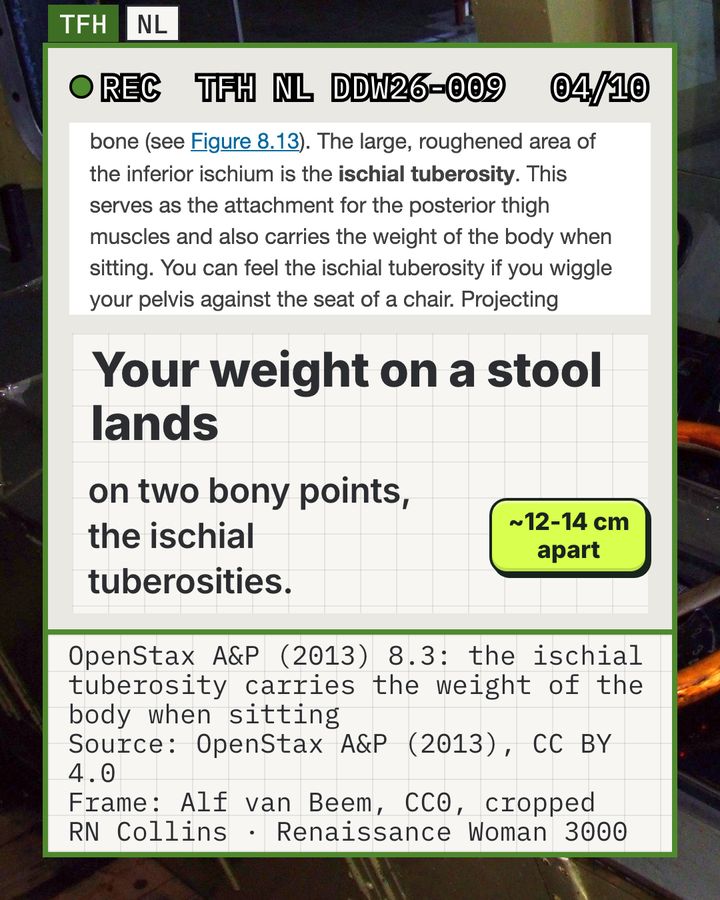 TFH NL
REC TFH NL DDW26-009 04/10
bone (see Figure 8.13). The large, roughened area of
the inferior ischium is the ischial tuberosity. This
serves as the attachment for the posterior thigh
muscles and also carries the weight of the body when
sitting. You can feel the ischial tuberosity if you wiggle
your pelvis against the seat of a chair. Projecting
Your weight on a stool
lands
on two bony points,
the ischial
tuberosities.
~12-14 cm
apart
OpenStax A&P (2013) 8.3: the ischial
tuberosity carries the weight of the
body when sitting
Source: OpenStax A&P (2013), CC BY
4.0
Frame: Alf van Beem, CC0, cropped
RN Collins · Renaissance Woman 3000